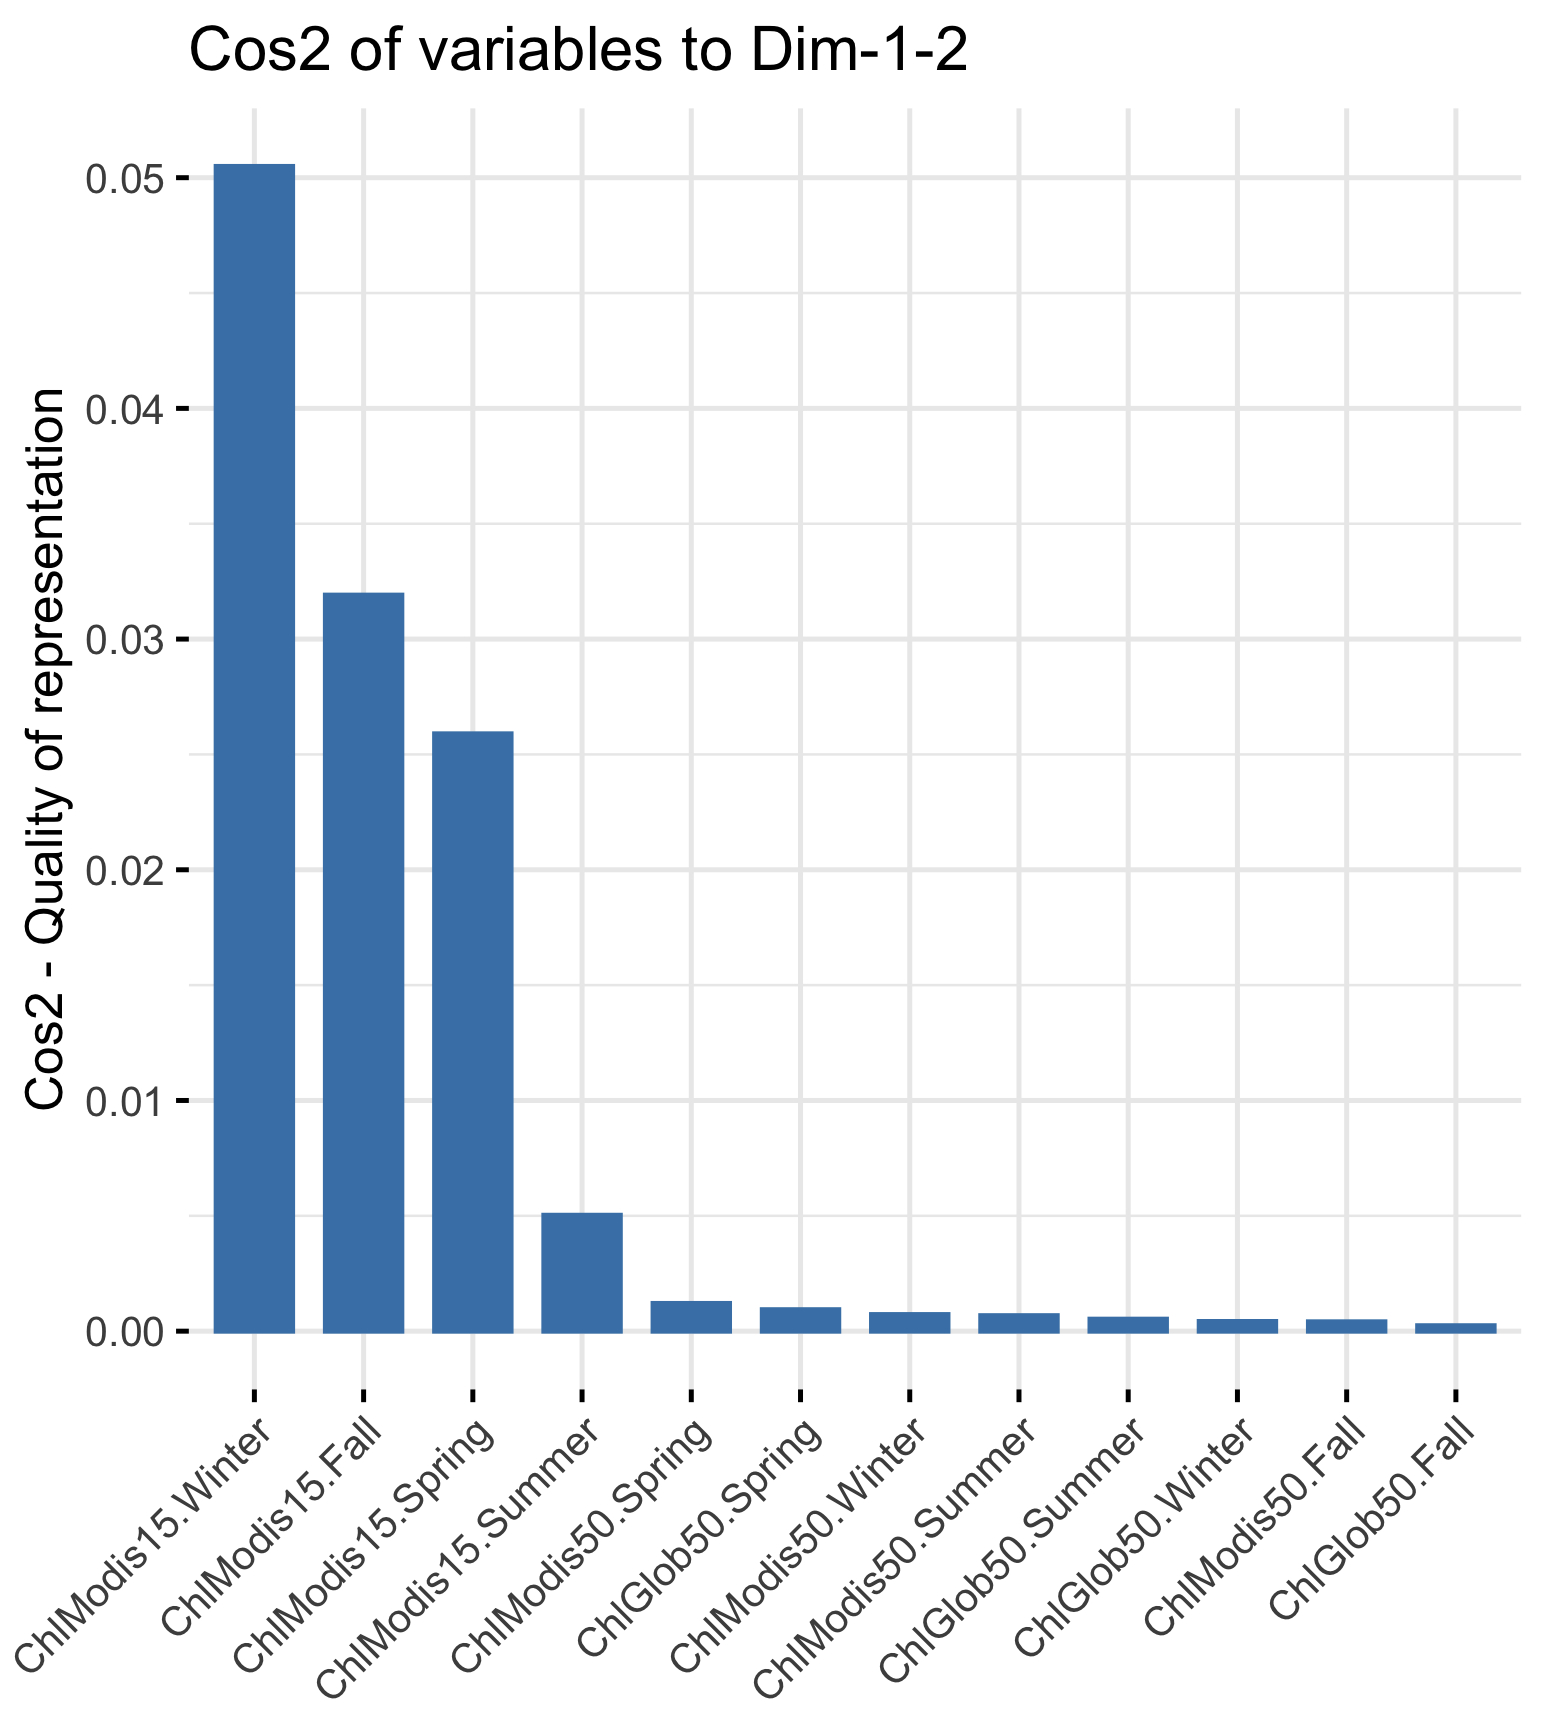 Cos2 of variables to Dim-1-2
Cos2 - Quality of representation
0.05
0.04
0.03
0.02
0.01
0.00
ChlModis15.Winter
ChlModis15.Fall
ChlModis15.Spring
ChlModis15.Summer
ChlModis50.Spring
ChlGlob50.Spring
ChlModis50.Winter
ChlModis50.Summer
ChlGlob50.Summer
ChlGlob50.Winter
ChlModis50.Fall
ChlGlob50.Fall